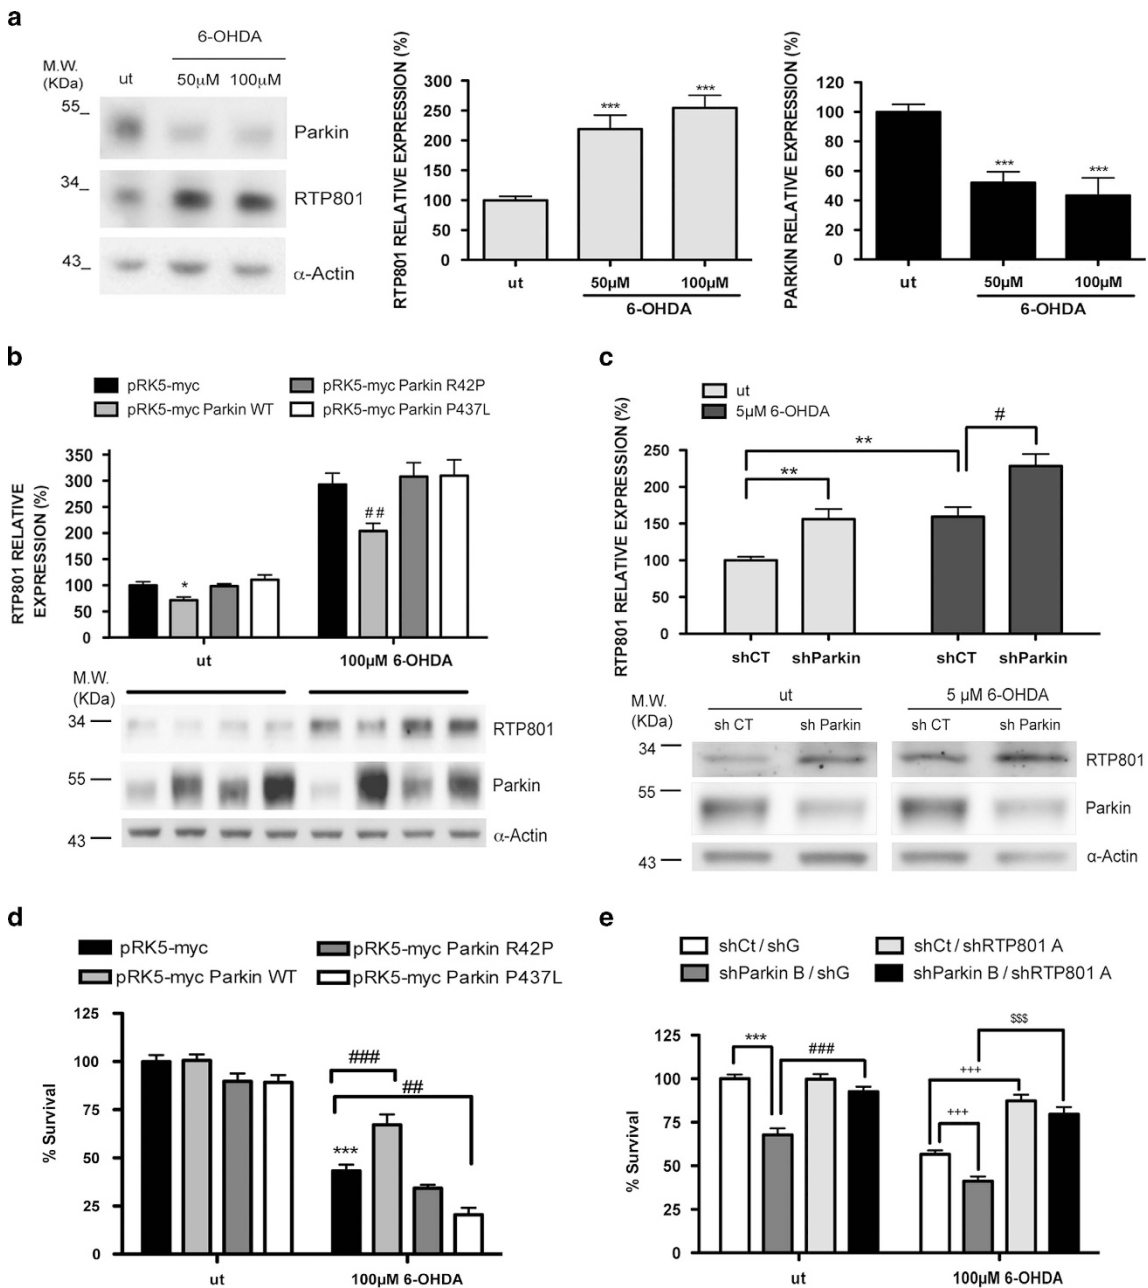 a
6-OHDA
M.W.
(KDa)
ut
50µM
100µM
55
Parkin
34
RTP801
43
α-Actin
RTP801 RELATIVE EXPRESSION (%)
300
250
200
150
100
50
0
***
***
ut
50µM
100µM
6-OHDA
PARKIN RELATIVE EXPRESSION (%)
120
100
80
60
40
20
0
***
***
ut
50µM
100µM
6-OHDA
b
pRK5-myc
pRK5-myc Parkin R42P
pRK5-myc Parkin WT
pRK5-myc Parkin P437L
RTP801 RELATIVE
EXPRESSION (%)
350
300
250
200
150
100
50
0
*
##
ut
100µM 6-OHDA
M.W.
(KDa)
34
RTP801
55
Parkin
43
α-Actin
c
ut
5µM 6-OHDA
RTP801 RELATIVE EXPRESSION (%)
250
200
150
100
50
0
**
**
#
shCT
shParkin
shCT
shParkin
M.W.
(KDa)
ut
5 µM 6-OHDA
sh CT
sh Parkin
sh CT
sh Parkin
34
RTP801
55
Parkin
43
α-Actin
d
pRK5-myc
pRK5-myc Parkin R42P
pRK5-myc Parkin WT
pRK5-myc Parkin P437L
% Survival
125
100
75
50
25
0
***
###
##
ut
100µM 6-OHDA
e
shCt/shG
shCt/shRTP801 A
shParkin B/shG
shParkin B/shRTP801 A
% Survival
125
100
75
50
25
0
***
###
+++
+++
$$$
ut
100µM 6-OHDA